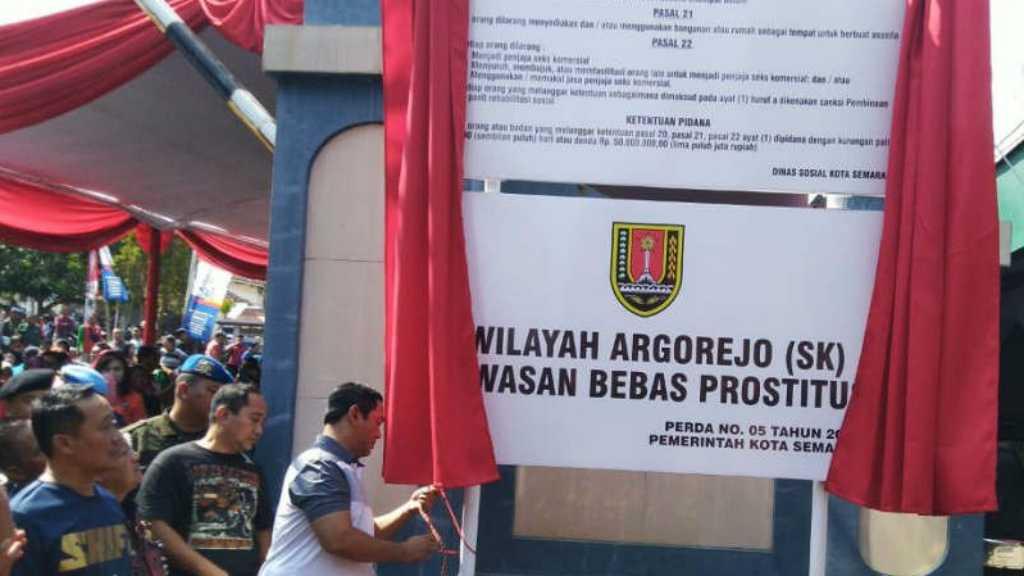 PASAL 21
orang dilarang menyediakan dan / atau menggunakan bangunan atau rumah sebagai tempat untuk berbuat asusila
PASAL 22
tiap orang dilarang :
Menjadi penjaja seks komersial
Menyuruh, membujuk, atau memfasilitasi orang lain untuk menjadi penjaja seks komersial; dan / atau
Menggunakan / memakai jasa penjaja seks komersial.
tiap orang yang melanggar ketentuan sebagaimana dimaksud pada ayat (1) huruf a dikenakan sanksi Pembinaan
panti rehabilitasi sosial
KETENTUAN PIDANA
orang atau badan yang melanggar ketentuan pasal 20, pasal 21, pasal 22 ayat (1) dipidana dengan kurungan pali
(sembilan puluh) hari atau denda Rp. 50.000.000,00 (lima puluh juta rupiah)
DINAS SOSIAL KOTA SEMARA
WILAYAH ARGOREJO (SK)
WASAN BEBAS PROSTITU
PERDA NO. 05 TAHUN 20
PEMERINTAH KOTA SEMA